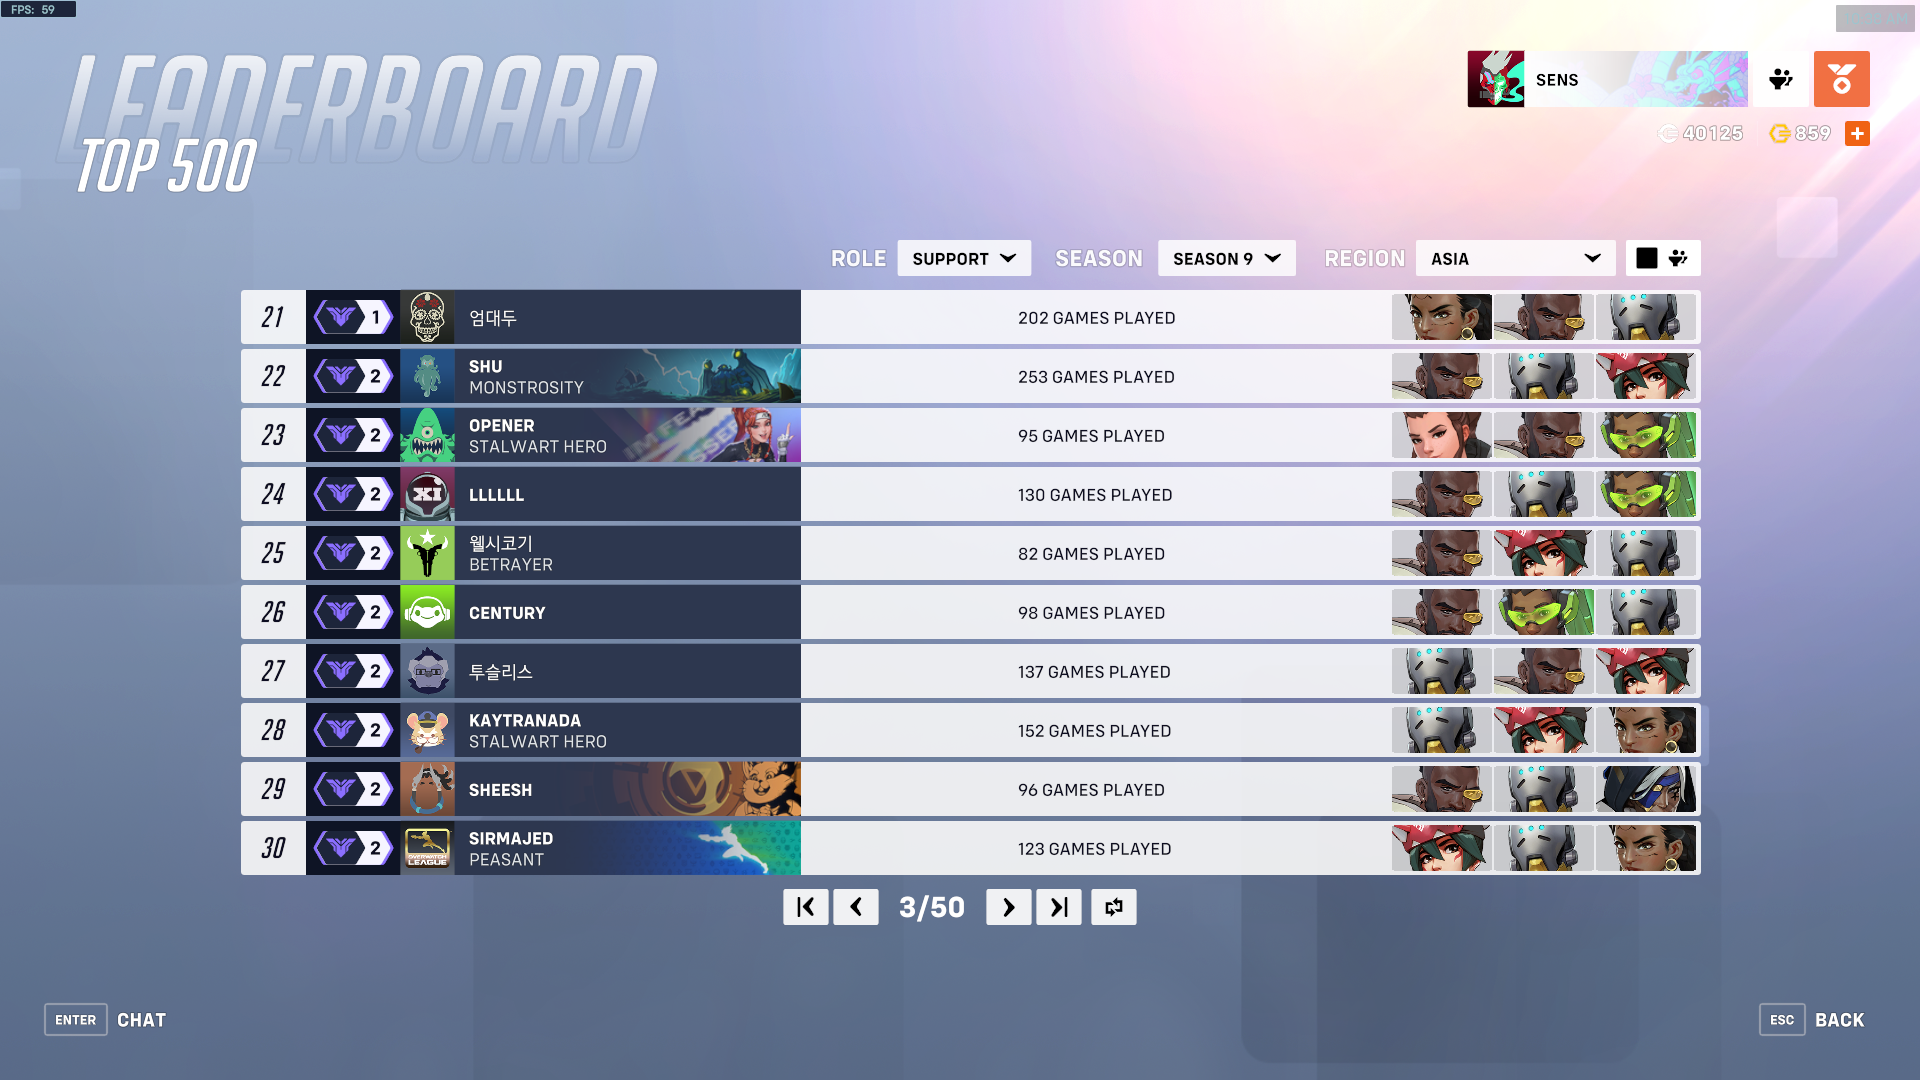 FPS: 59
LEADERBOARD
TOP 500
SENS
40125
859
ROLE
SUPPORT
SEASON
SEASON 9
REGION
ASIA
21
1
엄대두
202 GAMES PLAYED
22
2
SHU
MONSTROSITY
253 GAMES PLAYED
23
2
OPENER
STALWART HERO
95 GAMES PLAYED
24
2
XI
LLLLLL
130 GAMES PLAYED
25
2
웰시코기
BETRAYER
82 GAMES PLAYED
26
2
CENTURY
98 GAMES PLAYED
27
2
투슬리스
137 GAMES PLAYED
28
2
KAYTRANADA
STALWART HERO
152 GAMES PLAYED
29
2
SHEESH
96 GAMES PLAYED
30
2
OVERWATCH
LEAGUE
SIRMAJED
PEASANT
123 GAMES PLAYED
3/50
ENTER
CHAT
ESC
BACK